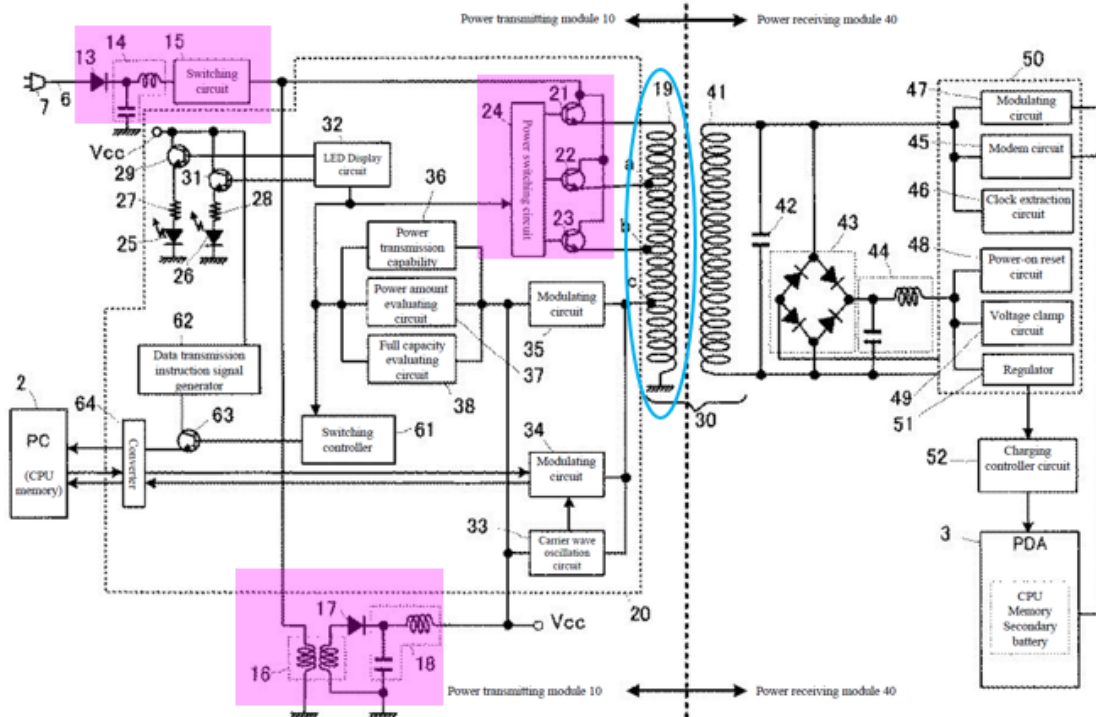 Power transmitting module 10
Power receiving module 40
13
14
15
Switching
circuit
7
6
Vcc
29
31
27
28
25
26
32
LED Display
circuit
36
Power
transmission
capability
Power amount
evaluating
circuit
Full capacity
evaluating
circuit
37
38
24
Power switching circuit
21
22
23
19
a
b
c
41
30
42
43
44
50
47
Modulating
circuit
45
Modem circuit
46
Clock extraction
circuit
48
Power-on reset
circuit
Voltage clamp
circuit
49
Regulator
51
52
Charging
controller circuit
3
PDA
CPU
Memory
Secondary
battery
Modulating
circuit
35
62
Data transmission
instruction signal
generator
2
64
63
PC
(CPU
memory)
Converter
Switching
controller
61
34
Modulating
circuit
33
Carrier wave
oscillation
circuit
20
17
Vcc
16
18
Power transmitting module 10
Power receiving module 40